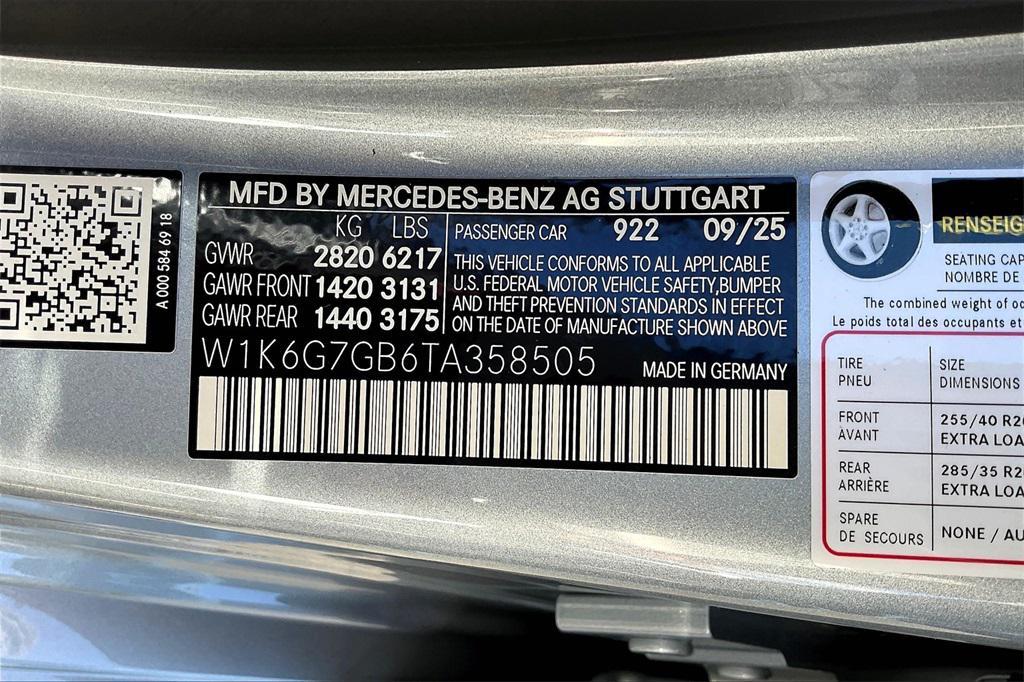 A 000 584 69 18
MFD BY MERCEDES-BENZ AG STUTTGART
KG LBS
GVWR 2820 6217
GAWR FRONT 1420 3131
GAWR REAR 1440 3175
PASSENGER CAR 922 09/25
THIS VEHICLE CONFORMS TO ALL APPLICABLE
U.S. FEDERAL MOTOR VEHICLE SAFETY,BUMPER
AND THEFT PREVENTION STANDARDS IN EFFECT
ON THE DATE OF MANUFACTURE SHOWN ABOVE
W1K6G7GB6TA358505
MADE IN GERMANY
RENSEIG
SEATING CAP
NOMBRE DE
The combined weight of oc
Le poids total des occupants et
TIRE SIZE
PNEU DIMENSIONS
FRONT 255/40 R20
AVANT EXTRA LOA
REAR 285/35 R2
ARRIÈRE EXTRA LOA
SPARE
DE SECOURS NONE / AU